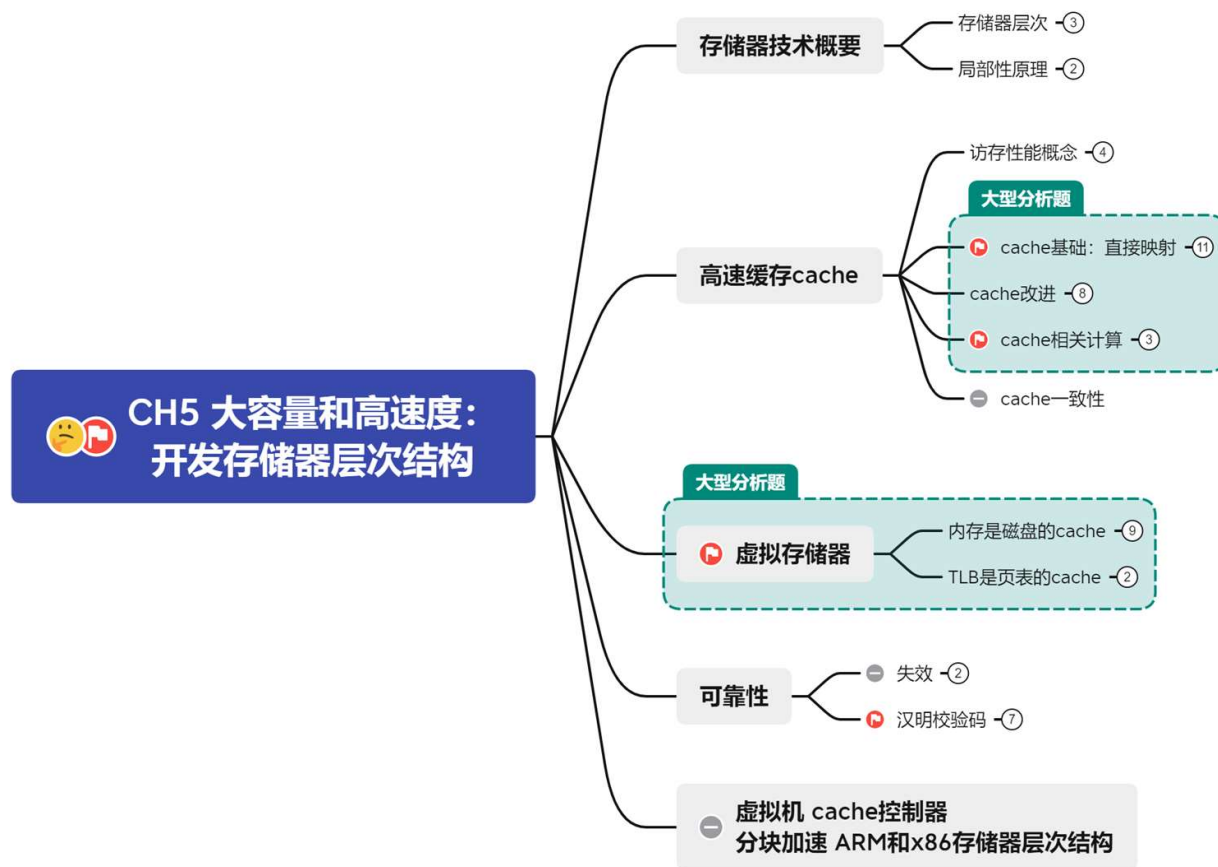 CH5 大容量和高速度：
开发存储器层次结构
存储器技术概要
存储器层次 3
局部性原理 2
高速缓存cache
访存性能概念 4
大型分析题
cache基础：直接映射 11
cache改进 8
cache相关计算 3
cache一致性
大型分析题
虚拟存储器
内存是磁盘的cache 9
TLB是页表的cache 2
可靠性
失效 2
汉明校验码 7
虚拟机 cache控制器
分块加速 ARM和x86存储器层次结构